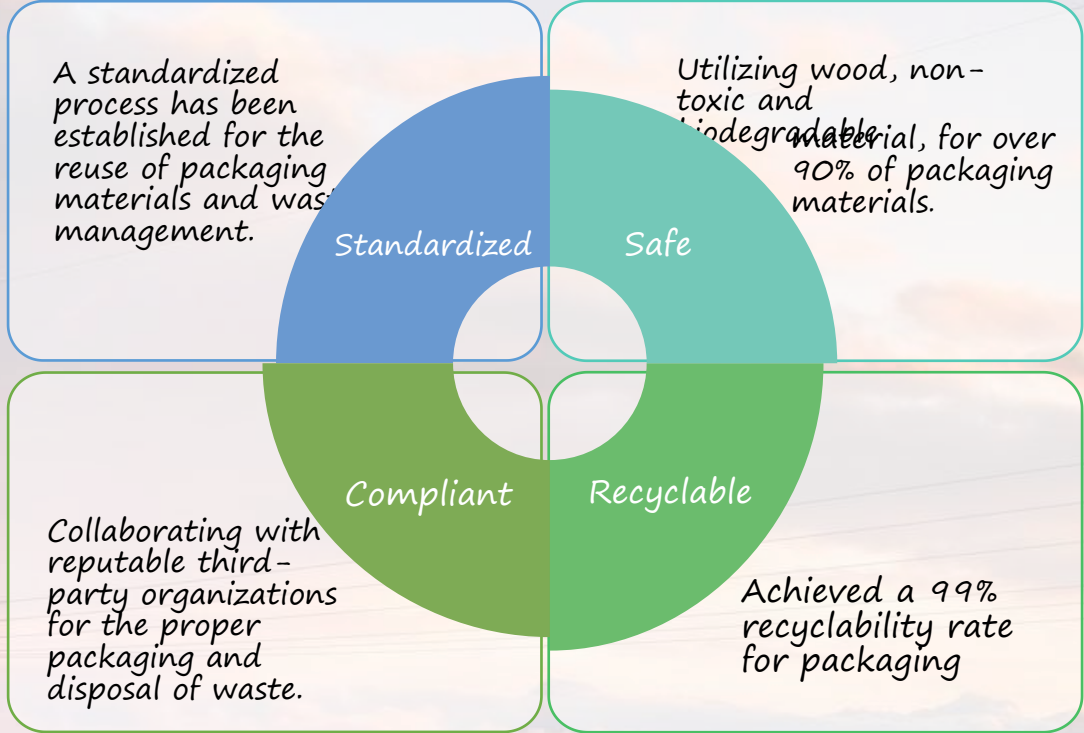 A standardized
process has been
established for the
reuse of packaging
materials and
management.
Standardized
Utilizing wood, non-
toxic and
biodegradable
material, for over
90% of packaging
materials.
Safe
Compliant
Collaborating with
reputable third-
party organizations
for the proper
packaging and
disposal of waste.
Recyclable
Achieved a 99%
recyclability rate
for packaging